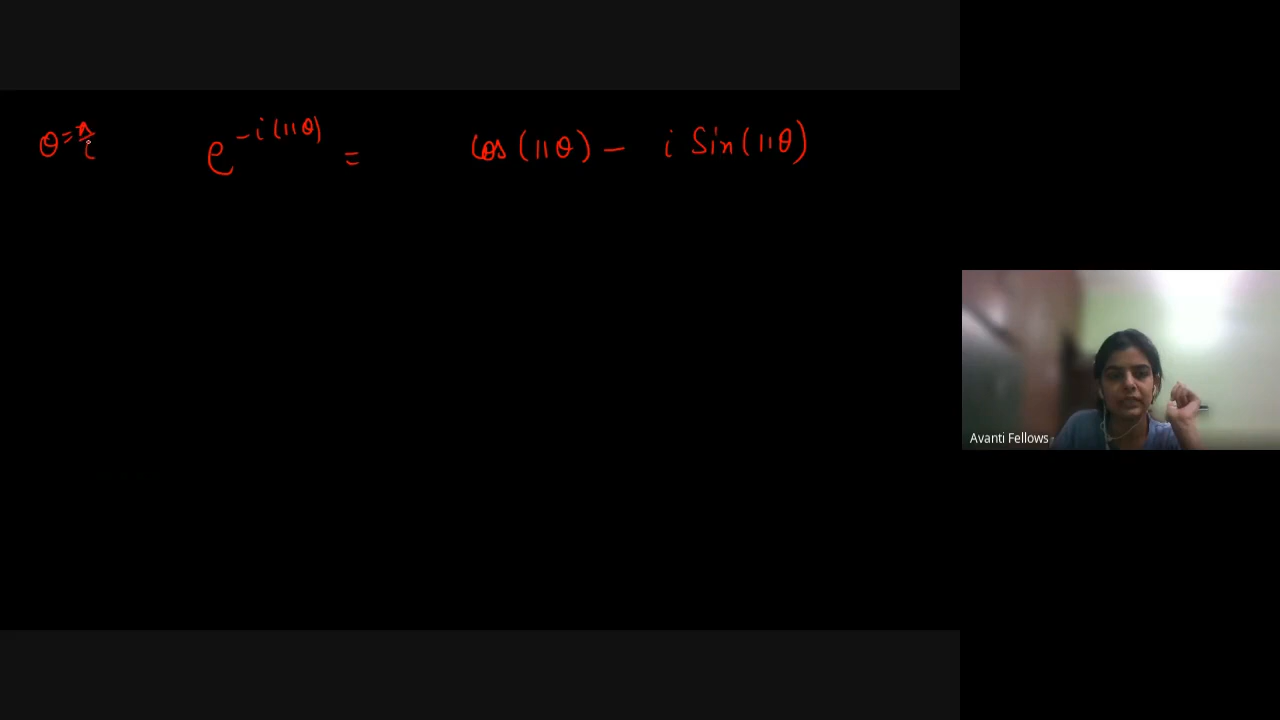 θ = π/i e^{-i(11θ)} = cos(11θ) - i Sin(11θ)
Avanti Fellows